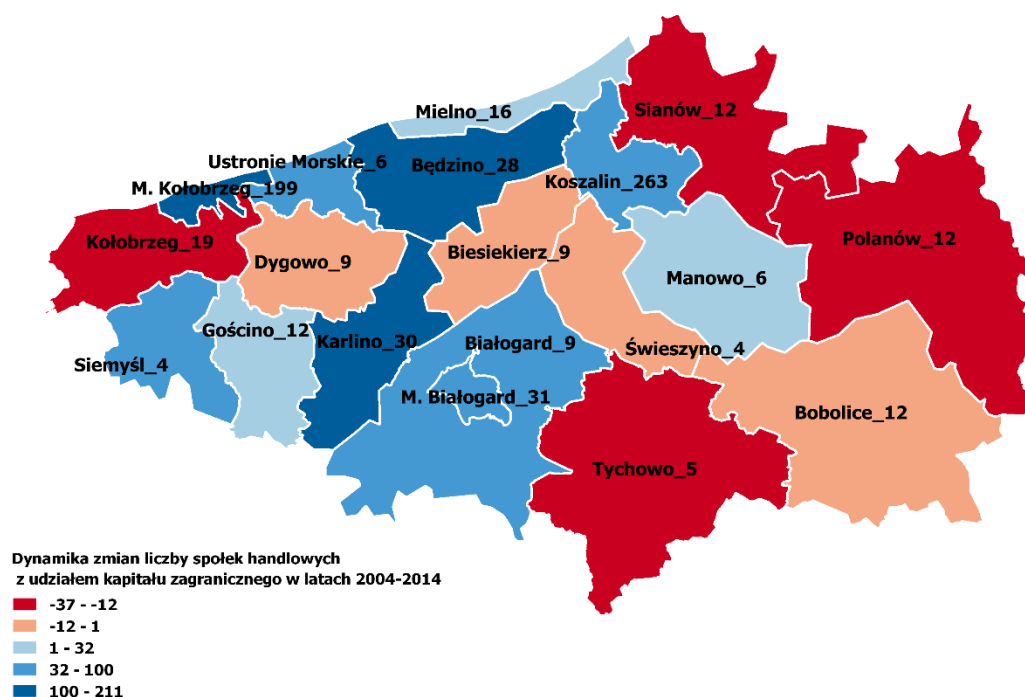 Mielno_16
Sianów_12
Ustronie Morskie_6
Będzino_28
M. Kołobrzeg_199
Koszalin_263
Kołobrzeg_19
Polanów_12
Dygowo_9
Biesiekierz_9
Manowo_6
Gościno_12
Karlino_30
Białogard_9
Świeszyno_4
Siemyśl_4
M. Białogard_31
Bobolice_12
Tychowo_5
Dynamika zmian liczby społek handlowych
z udziałem kapitału zagranicznego w latach 2004-2014
-37 - -12
-12 - 1
1 - 32
32 - 100
100 - 211